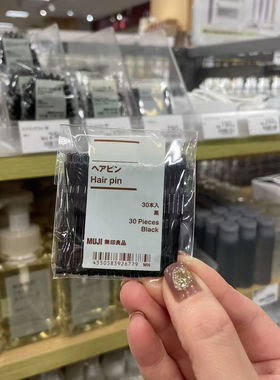 ヘアピン
Hair pin
30本入
黒
30 Pieces
Black
MUJI 無印良品
4550583926779